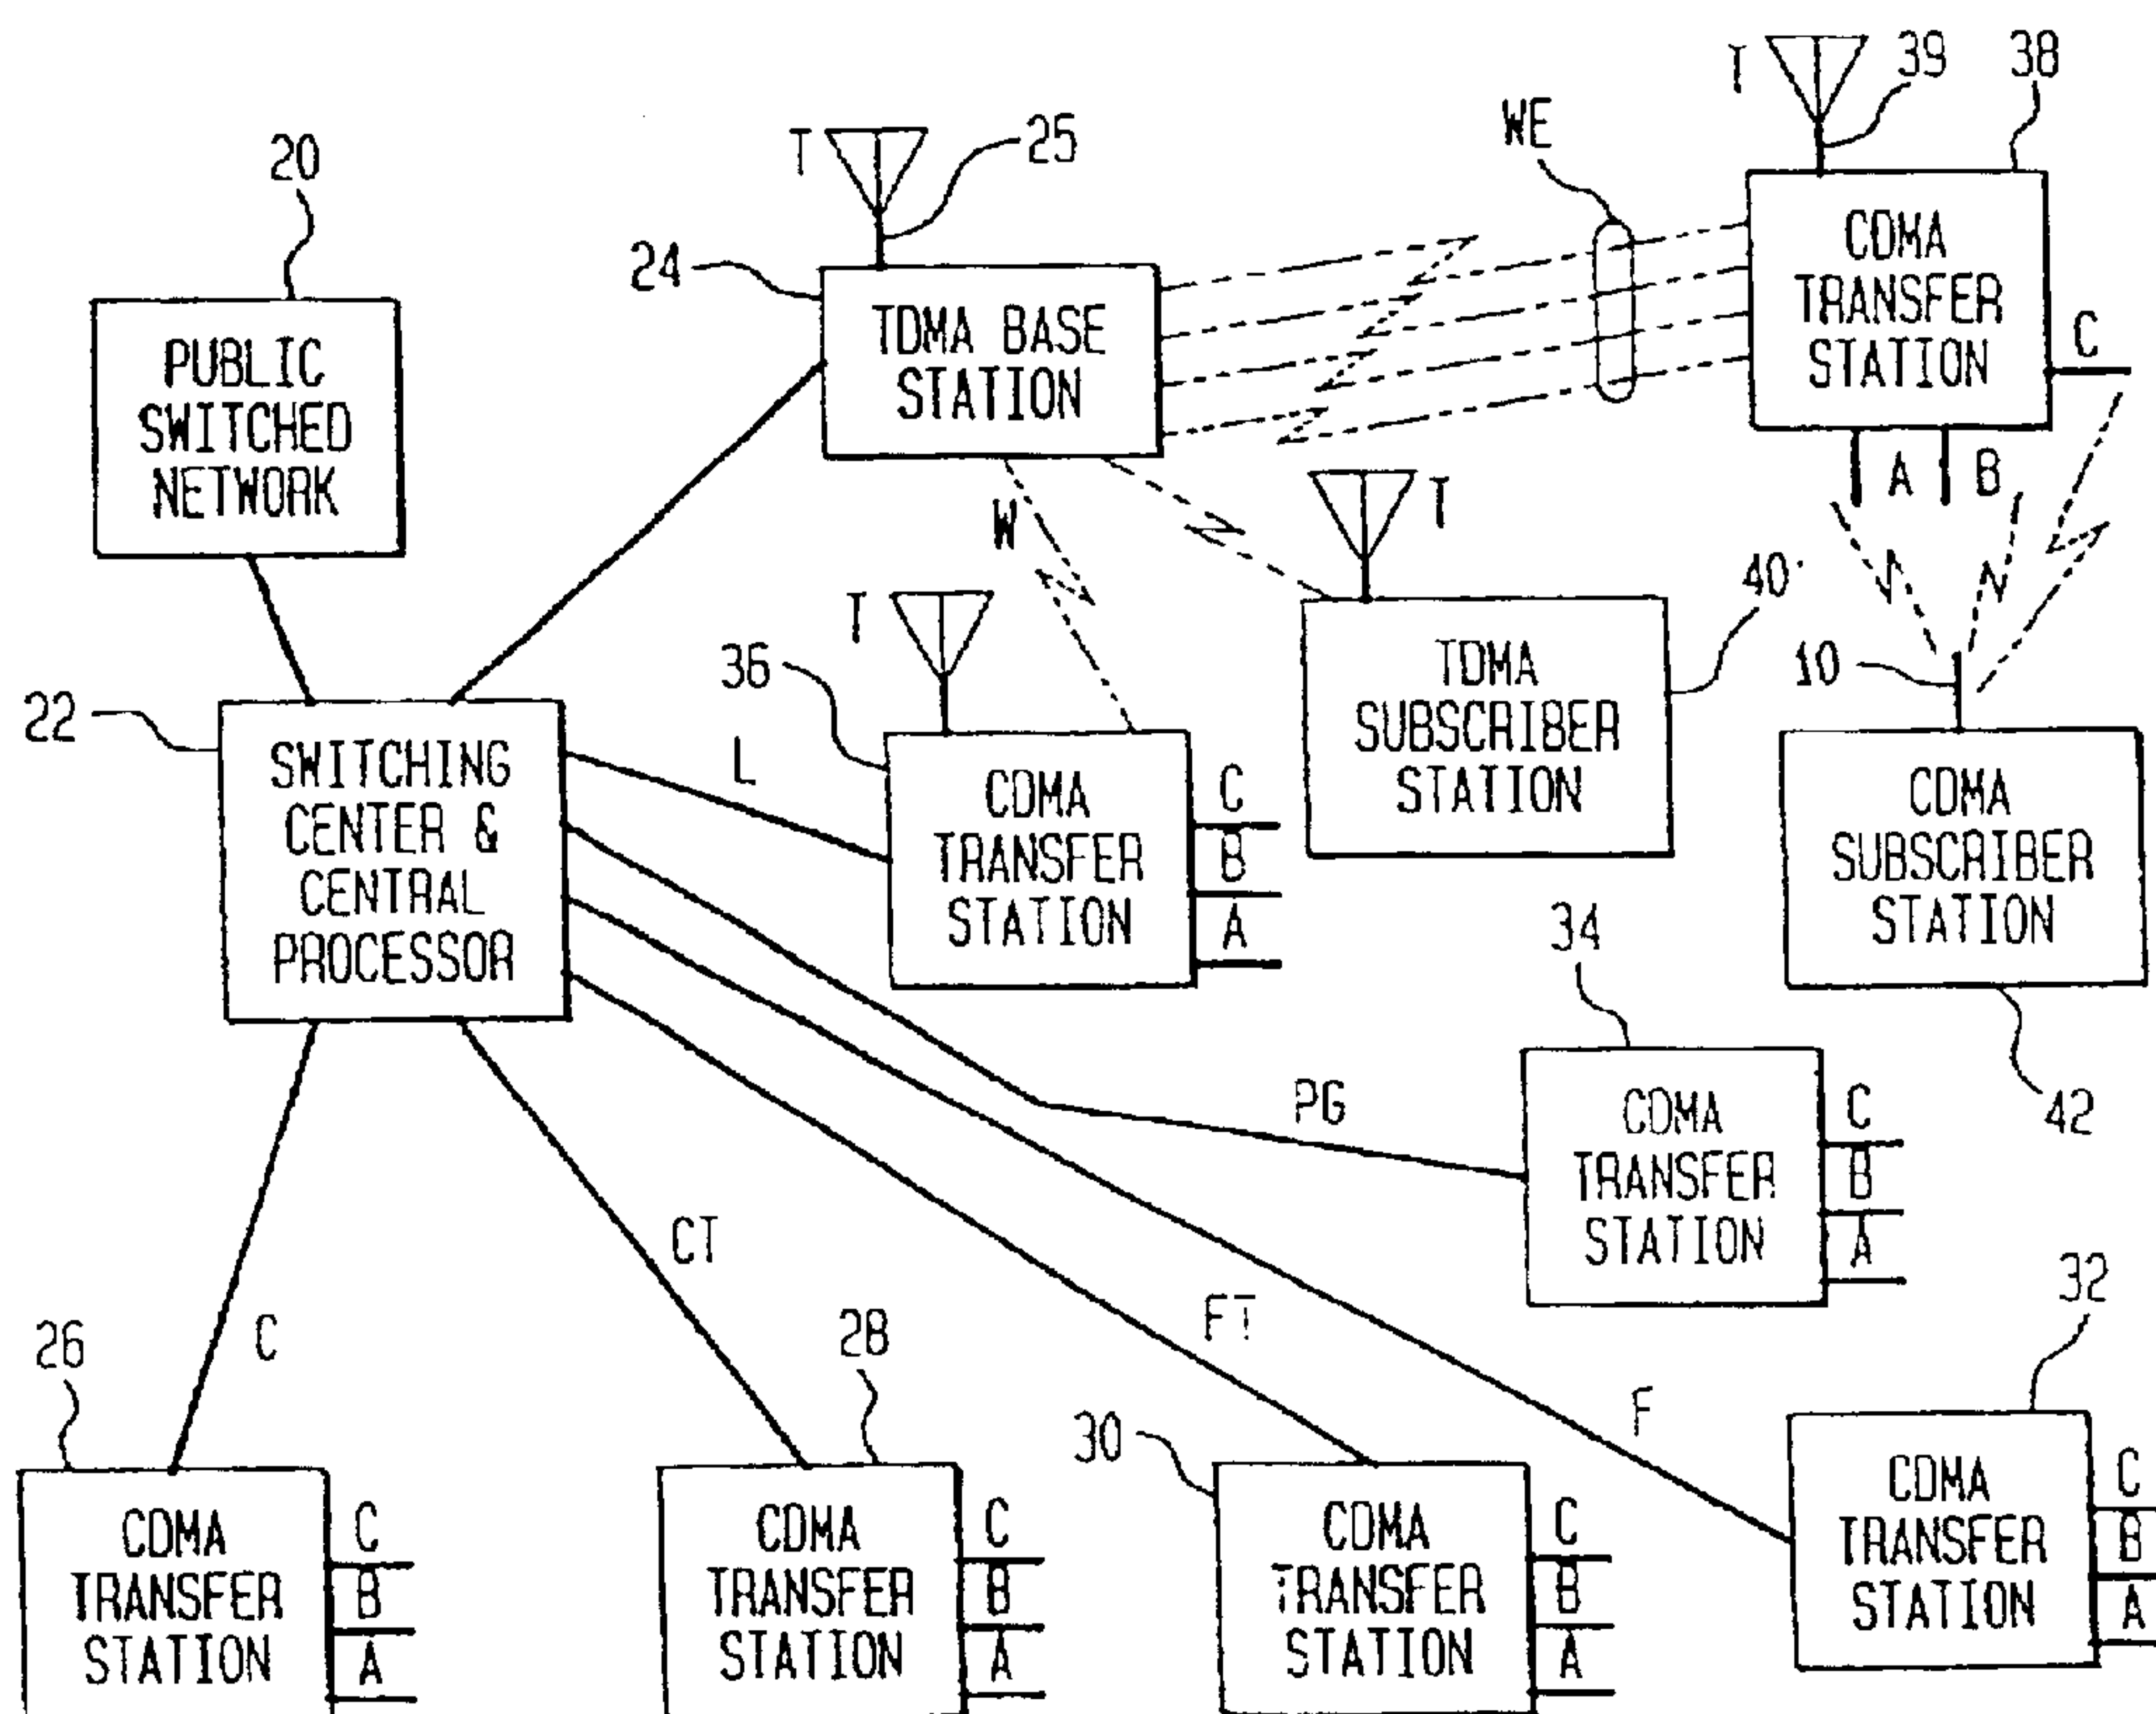 T
39
38
WE
20
T
25
24
CDMA
TRANSFER
STATION
C
PUBLIC
SWITCHED
NETWORK
TDMA BASE
STATION
A
B
T
W
40'
T
36
10
22
TDMA
SUBSCRIBER
STATION
SWITCHING
CENTER &
CENTRAL
PROCESSOR
L
CDMA
TRANSFER
STATION
C
B
A
CDMA
SUBSCRIBER
STATION
34
42
PG
CDMA
TRANSFER
STATION
C
B
A
CT
FT
32
26
C
28
30
F
CDMA
TRANSFER
STATION
C
B
A
CDMA
TRANSFER
STATION
C
B
A
CDMA
TRANSFER
STATION
C
B
A
CDMA
TRANSFER
STATION
C
B
A